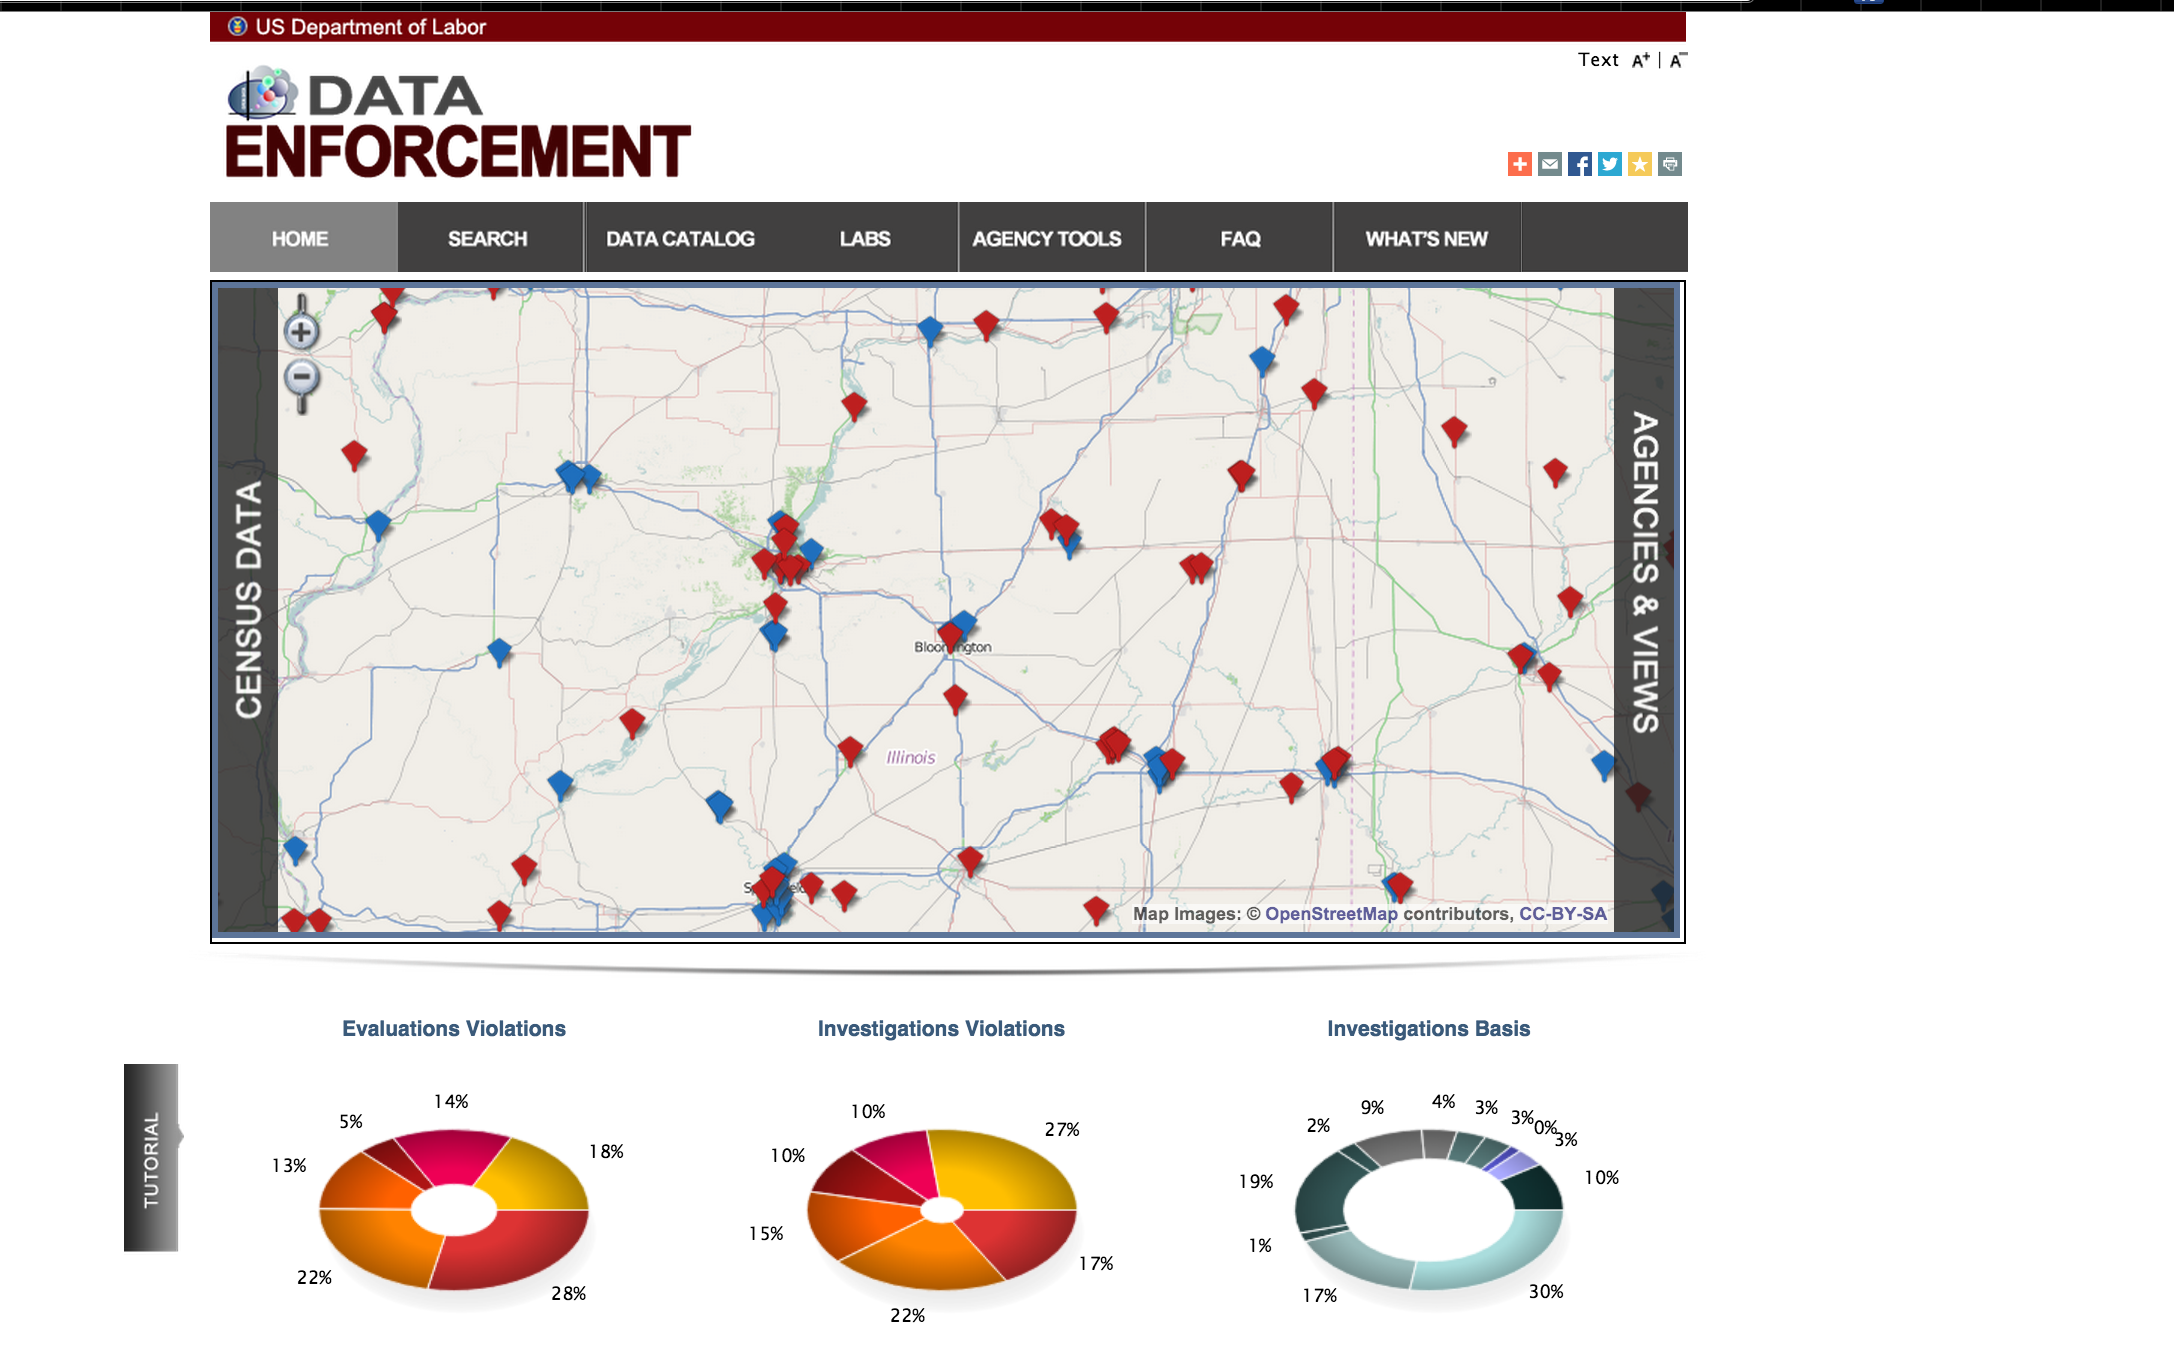 US Department of Labor
Text A+ | A-
DATA
ENFORCEMENT
HOME SEARCH DATA CATALOG LABS AGENCY TOOLS FAQ WHAT'S NEW
CENSUS DATA
AGENCIES & VIEWS
Illinois
Map Images: © OpenStreetMap contributors, CC-BY-SA
TUTORIAL
Evaluations Violations
14%
5%
18%
13%
22%
28%
Investigations Violations
10%
27%
10%
15%
17%
22%
Investigations Basis
9%
4%
3%
3%
0%
3%
2%
10%
19%
1%
17%
30%